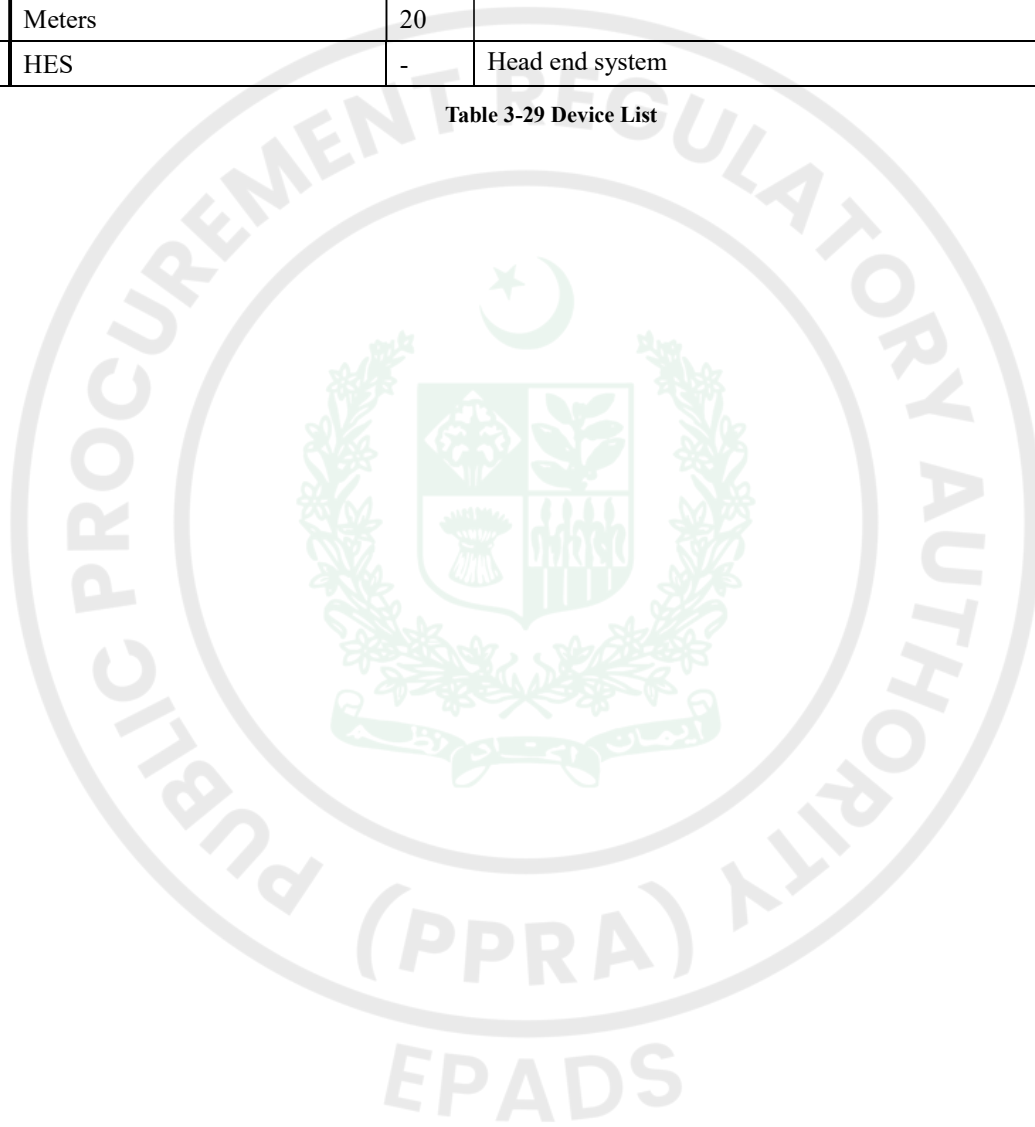 Meters 20
HES - Head end system
Table 3-29 Device List
PUBLIC PROCUREMENT REGULATORY AUTHORITY
(PPRA)
EPADS